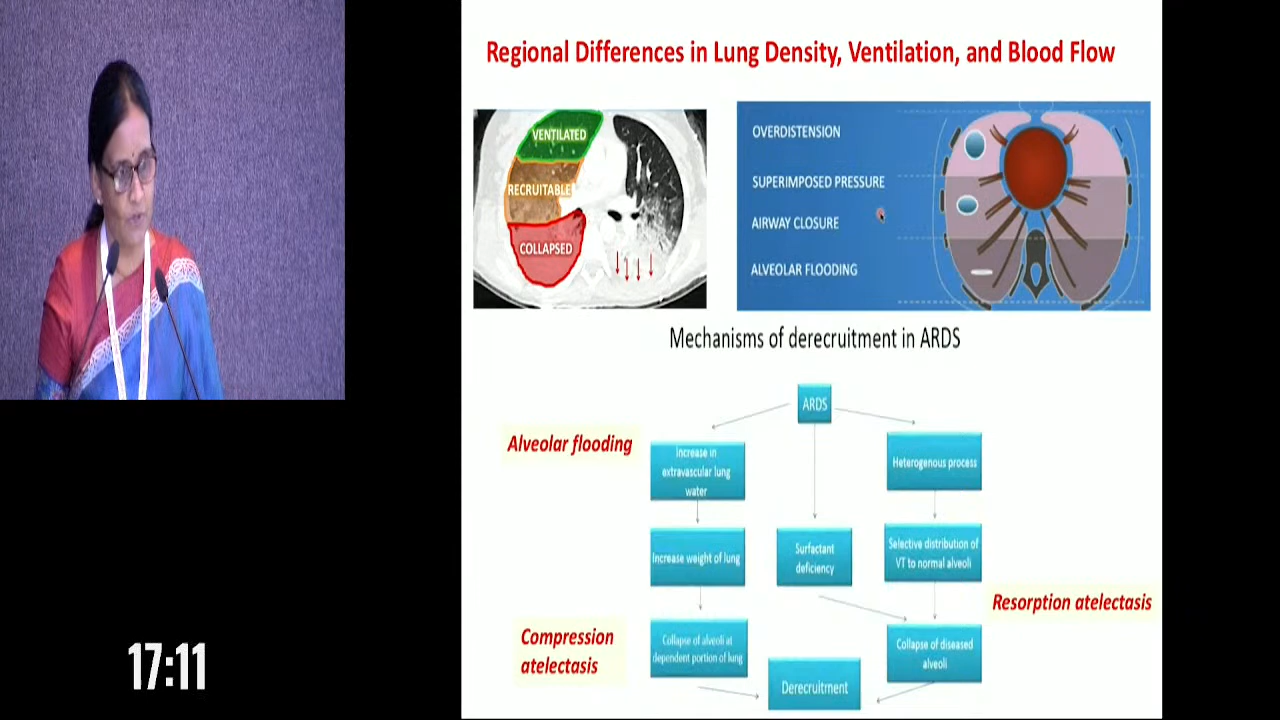 Regional Differences in Lung Density, Ventilation, and Blood Flow
VENTILATED
RECRUITABLE
COLLAPSED
OVERDISTENSION
SUPERIMPOSED PRESSURE
AIRWAY CLOSURE
ALVEOLAR FLOODING
Mechanisms of derecruitment in ARDS
ARDS
Alveolar flooding
Increase in
extravascular lung
water
Heterogenous process
Increase weight of lung
Surfactant
deficiency
Selective distribution of
VT to normal alveoli
Resorption atelectasis
Compression
atelectasis
Collapse of alveoli at
dependent portion of lung
Collapse of diseased
alveoli
Derecruitment
17:11